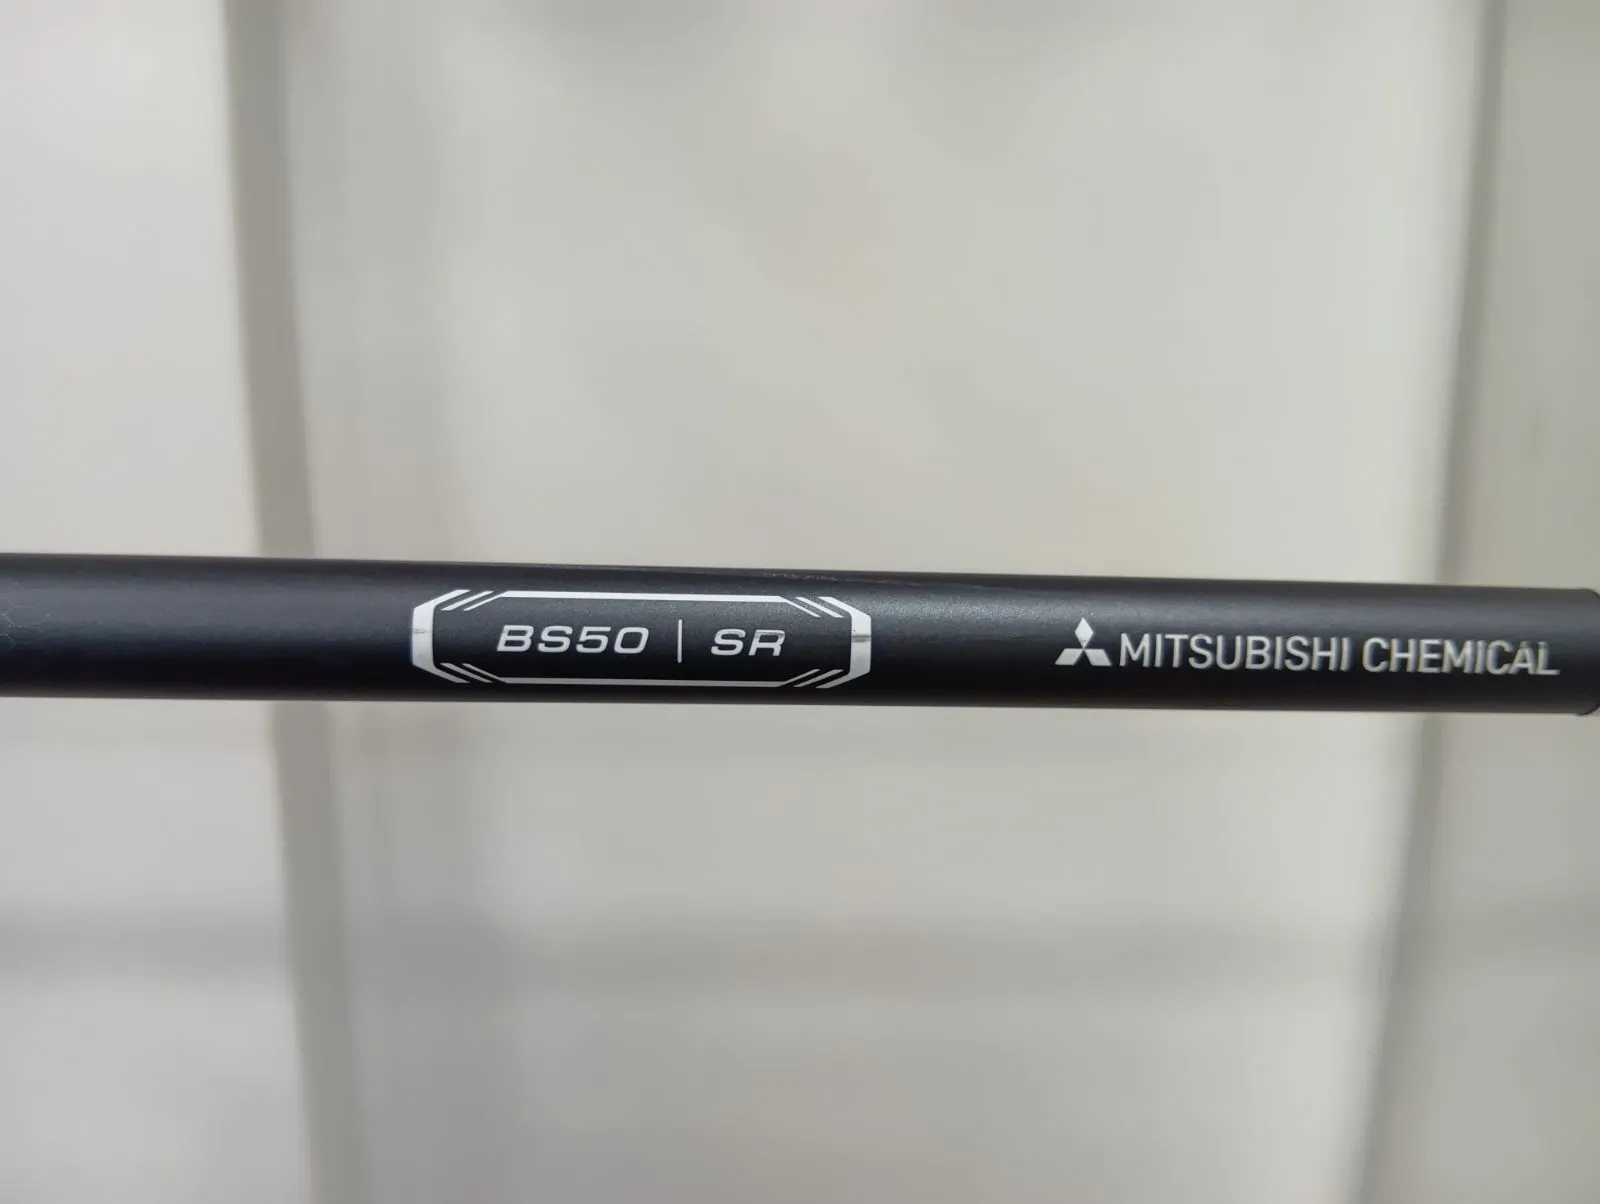 BS50 | SR MITSUBISHI CHEMICAL